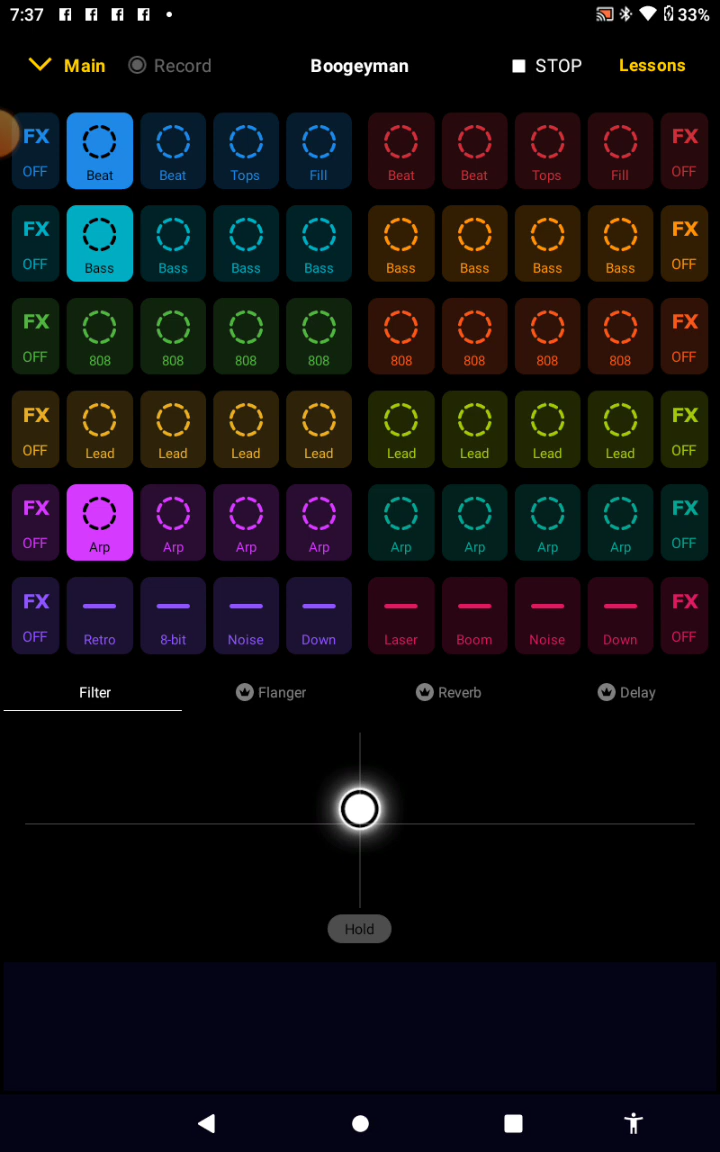 7:37 33%
Main Record Boogeyman STOP Lessons
FX FX
OFF Beat Beat Tops Fill Beat Beat Tops Fill OFF
FX FX
OFF Bass Bass Bass Bass Bass Bass Bass Bass OFF
FX FX
OFF 808 808 808 808 808 808 808 808 OFF
FX FX
OFF Lead Lead Lead Lead Lead Lead Lead Lead OFF
FX FX
OFF Arp Arp Arp Arp Arp Arp Arp Arp OFF
FX FX
OFF Retro 8-bit Noise Down Laser Boom Noise Down OFF
Filter Flanger Reverb Delay
Hold